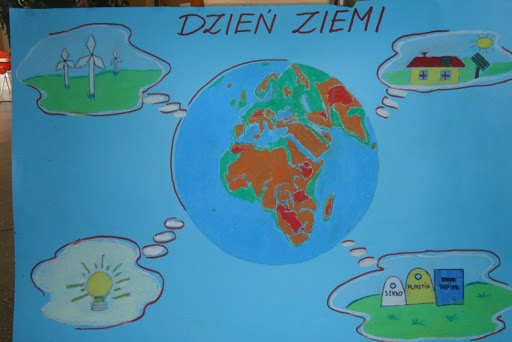 DZIEŃ ZIEMI
SZKŁO
PLASTIK
PAPIER